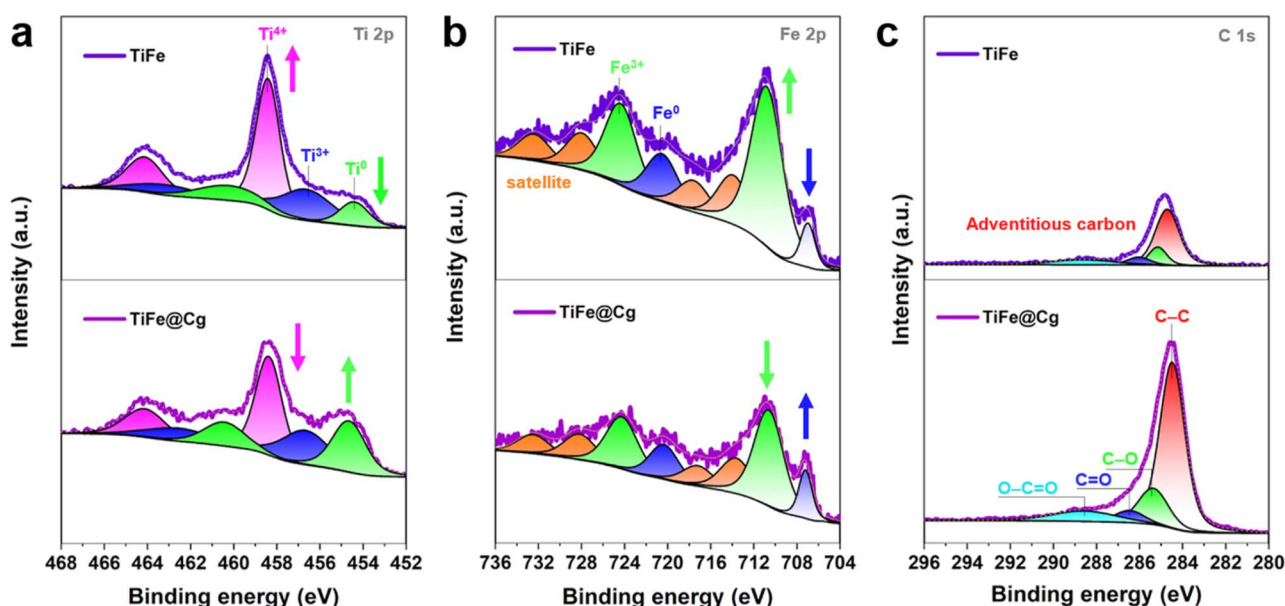 a
TiFe
Ti 2p
Ti⁴⁺
Ti³⁺
Ti⁰
TiFe@Cg
Intensity (a.u.)
468 466 464 462 460 458 456 454 452
Binding energy (eV)
b
TiFe
Fe 2p
Fe³⁺
Fe⁰
satellite
TiFe@Cg
Intensity (a.u.)
736 732 728 724 720 716 712 708 704
Binding energy (eV)
c
TiFe
C 1s
Adventitious carbon
TiFe@Cg
C–C
C–O
C=O
O–C=O
Intensity (a.u.)
296 294 292 290 288 286 284 282 280
Binding energy (eV)